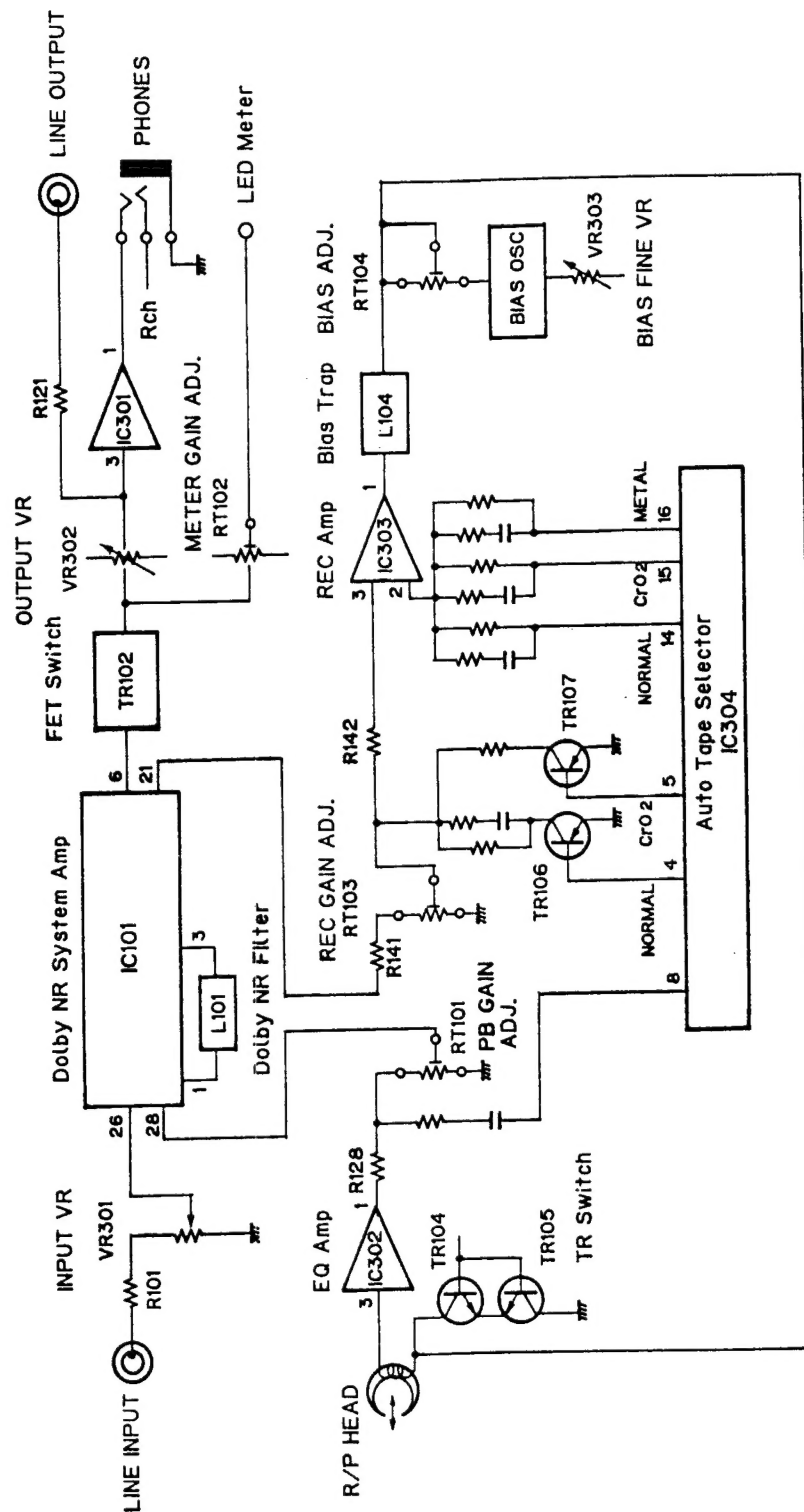 LINE INPUT
R101
INPUT VR
VR301
26
28
Dolby NR System Amp
IC101
1
3
L101
Dolby NR Filter
6
21
FET Switch
TR102
OUTPUT VR
VR302
METER GAIN ADJ.
RT102
R121
3
IC301
1
LINE OUTPUT
PHONES
Rch
LED Meter
R/P HEAD
EQ Amp
3
IC302
1
R128
TR104
TR105
TR Switch
RT101
PB GAIN
ADJ.
R141
REC GAIN ADJ.
RT103
R142
TR106
TR107
REC Amp
3
2
IC303
1
Bias Trap
L104
BIAS ADJ.
RT104
BIAS OSC
VR303
BIAS FINE VR
8
NORMAL
4
CrO2
5
NORMAL
14
CrO2
15
METAL
16
Auto Tape Selector
IC304